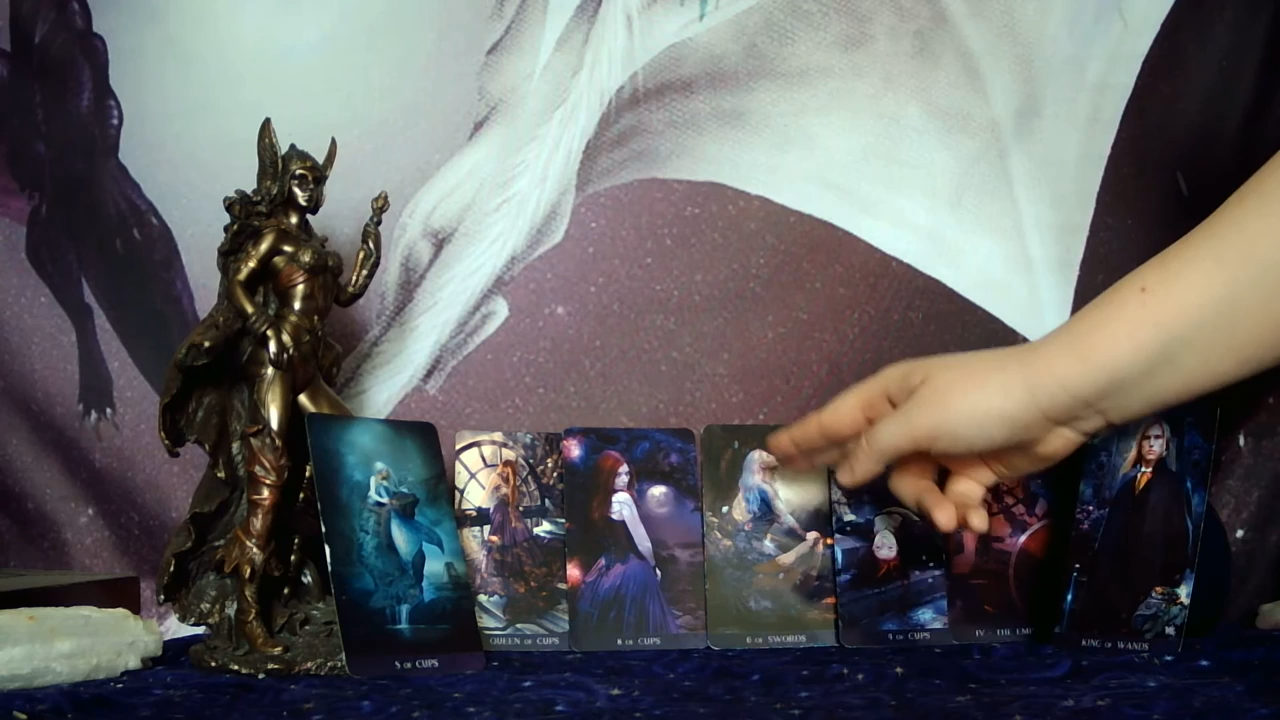 5 OF CUPS
QUEEN OF CUPS
8 OF CUPS
6 OF SWORDS
4 OF CUPS
IV - THE EM
KING OF WANDS